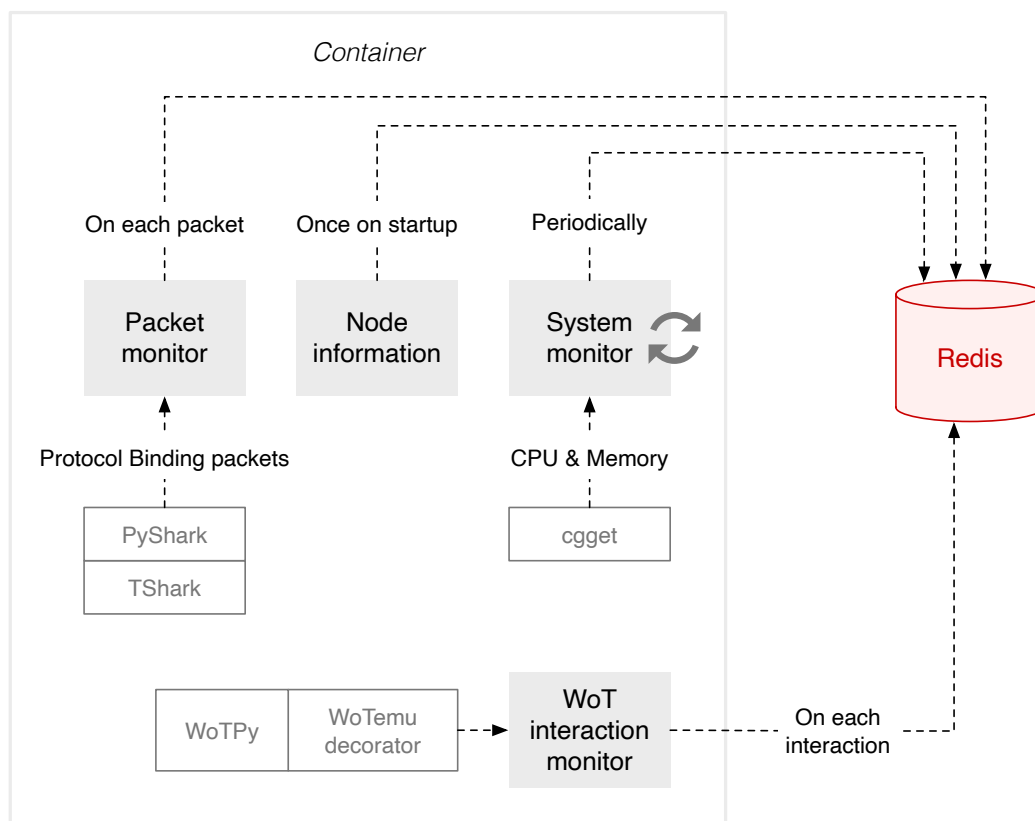 Container
On each packet
Once on startup
Periodically
Packet
monitor
Node
information
System
monitor
Redis
Protocol Binding packets
CPU & Memory
PyShark
TShark
cgget
WoTPy
WoTemu
decorator
WoT
interaction
monitor
On each
interaction